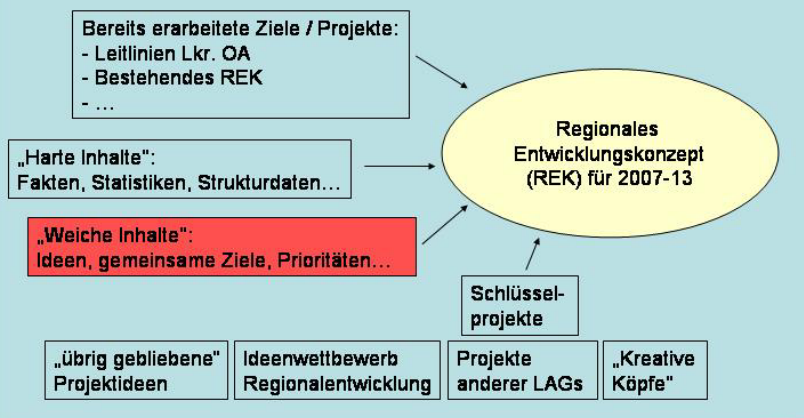 Bereits erarbeitete Ziele / Projekte:
- Leitlinien Lkr. OA
- Bestehendes REK
- …
Regionales
Entwicklungskonzept
(REK) für 2007-13
„Harte Inhalte“:
Fakten, Statistiken, Strukturdaten…
„Weiche Inhalte“:
Ideen, gemeinsame Ziele, Prioritäten…
Schlüssel-
projekte
„übrig gebliebene“
Projektideen
Ideenwettbewerb
Regionalentwicklung
Projekte
anderer LAGs
„Kreative
Köpfe“